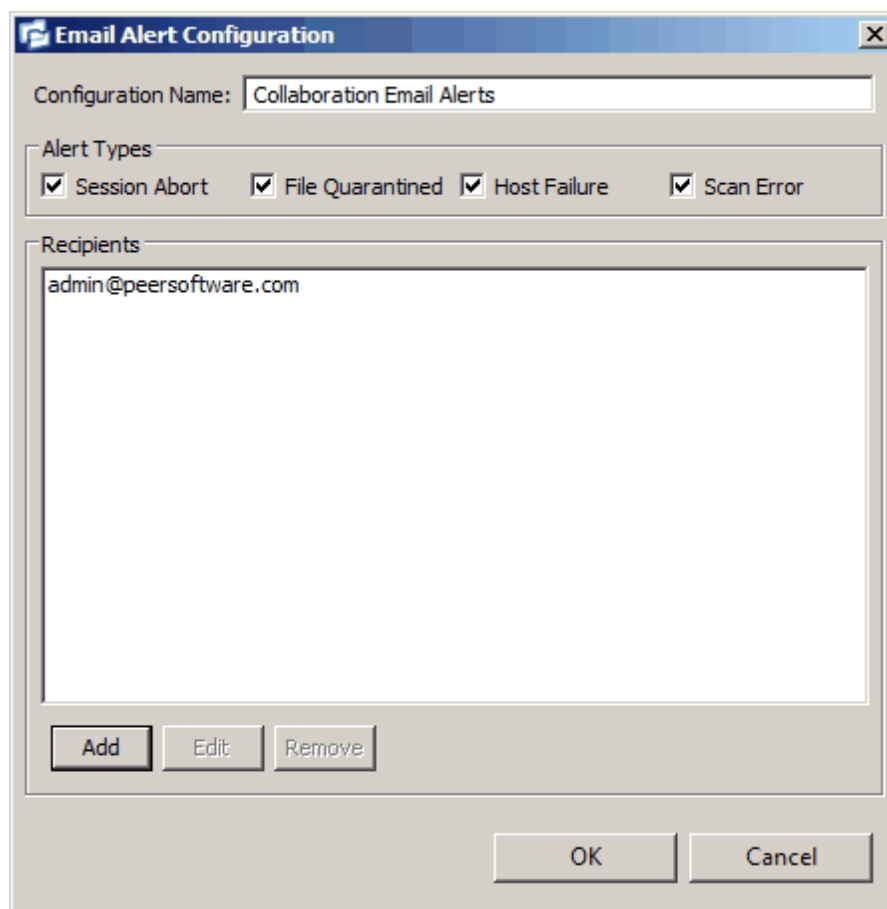 Email Alert Configuration
Configuration Name: Collaboration Email Alerts
Alert Types
Session Abort File Quarantined Host Failure Scan Error
Recipients
admin@peersoftware.com
Add Edit Remove
OK Cancel